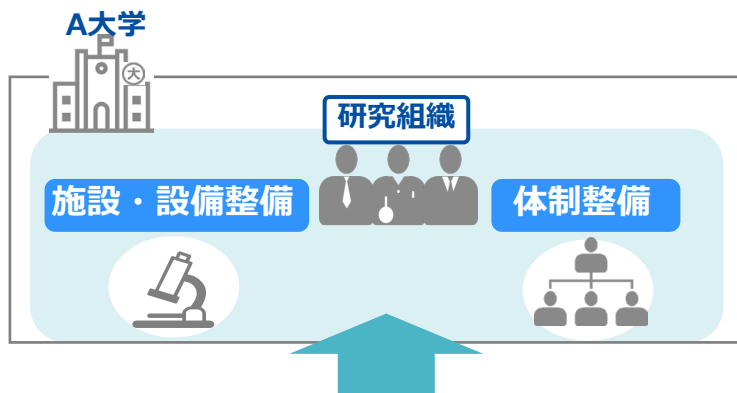 A大学
大
研究組織
施設・設備整備
体制整備